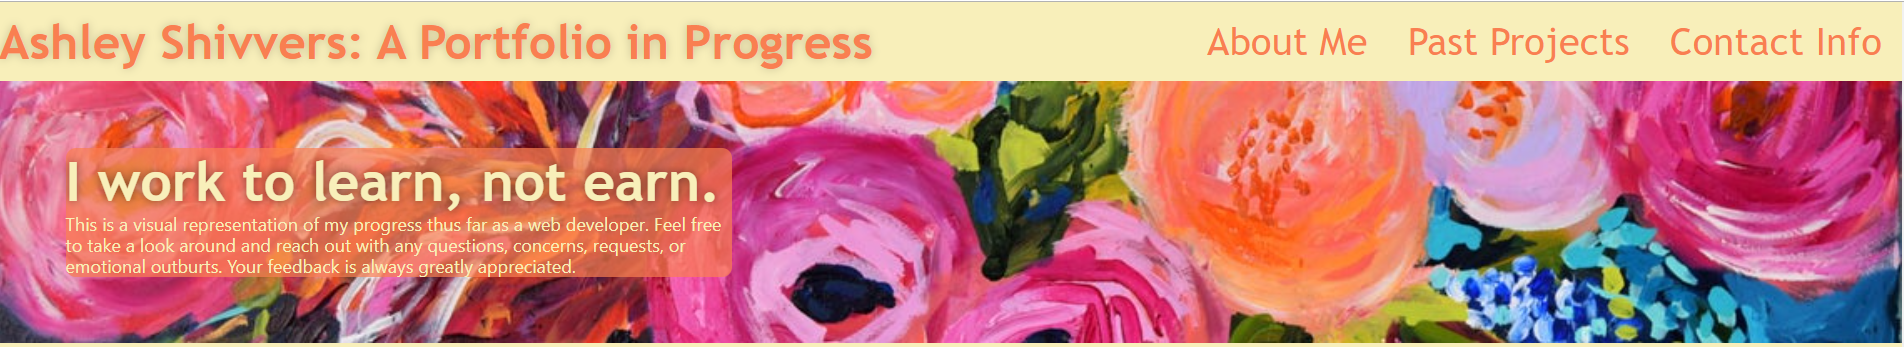 Ashley Shivvers: A Portfolio in Progress
About Me Past Projects Contact Info
I work to learn, not earn.
This is a visual representation of my progress thus far as a web developer. Feel free
to take a look around and reach out with any questions, concerns, requests, or
emotional outburts. Your feedback is always greatly appreciated.